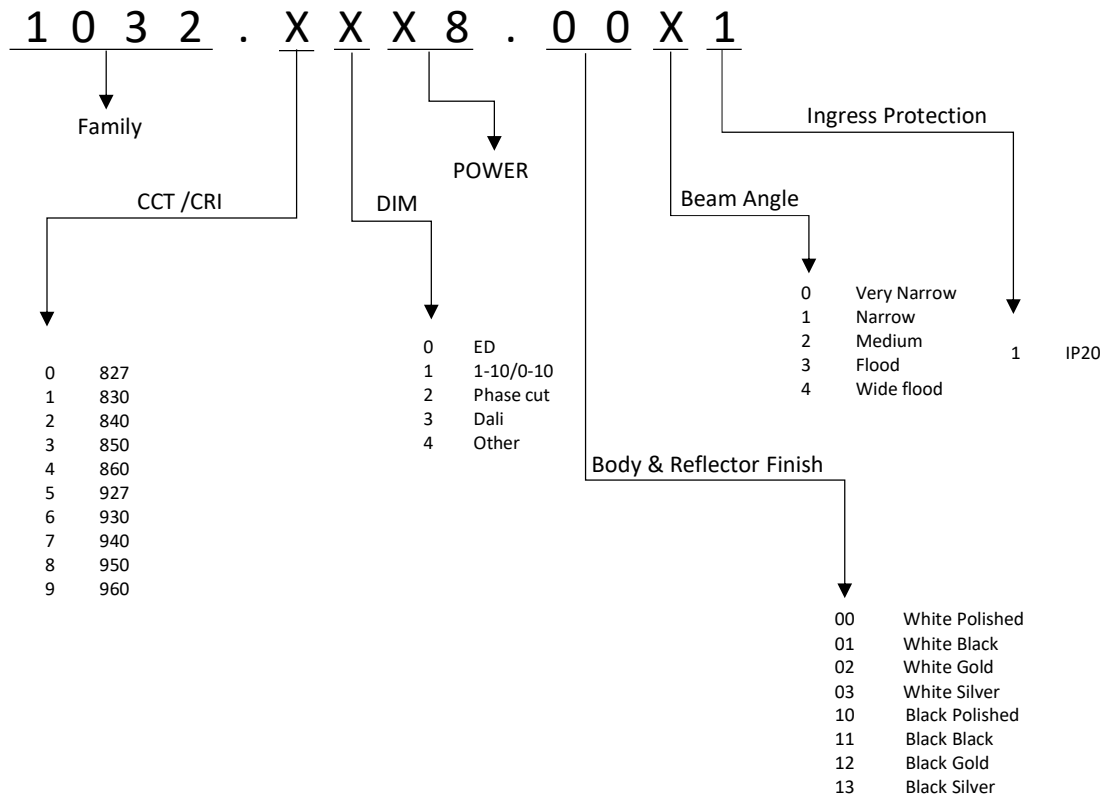 1 0 3 2 . X X X 8 . 0 0 X 1
Family
POWER
Ingress Protection
CCT /CRI
DIM
Beam Angle
0 827
1 830
2 840
3 850
4 860
5 927
6 930
7 940
8 950
9 960
0 ED
1 1-10/0-10
2 Phase cut
3 Dali
4 Other
0 Very Narrow
1 Narrow
2 Medium
3 Flood
4 Wide flood
1 IP20
Body & Reflector Finish
00 White Polished
01 White Black
02 White Gold
03 White Silver
10 Black Polished
11 Black Black
12 Black Gold
13 Black Silver